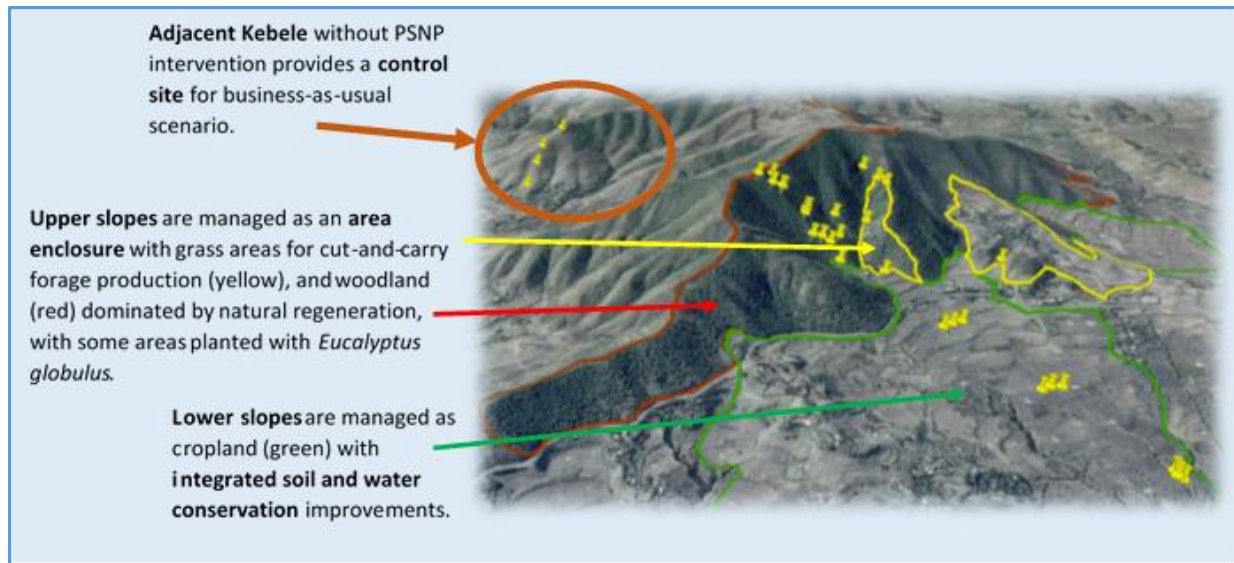 Adjacent Kebele without PSNP
intervention provides a control
site for business-as-usual
scenario.
Upper slopes are managed as an area
enclosure with grass areas for cut-and-carry
forage production (yellow), and woodland
(red) dominated by natural regeneration,
with some areas planted with Eucalyptus
globulus.
Lower slopes are managed as
cropland (green) with
integrated soil and water
conservation improvements.